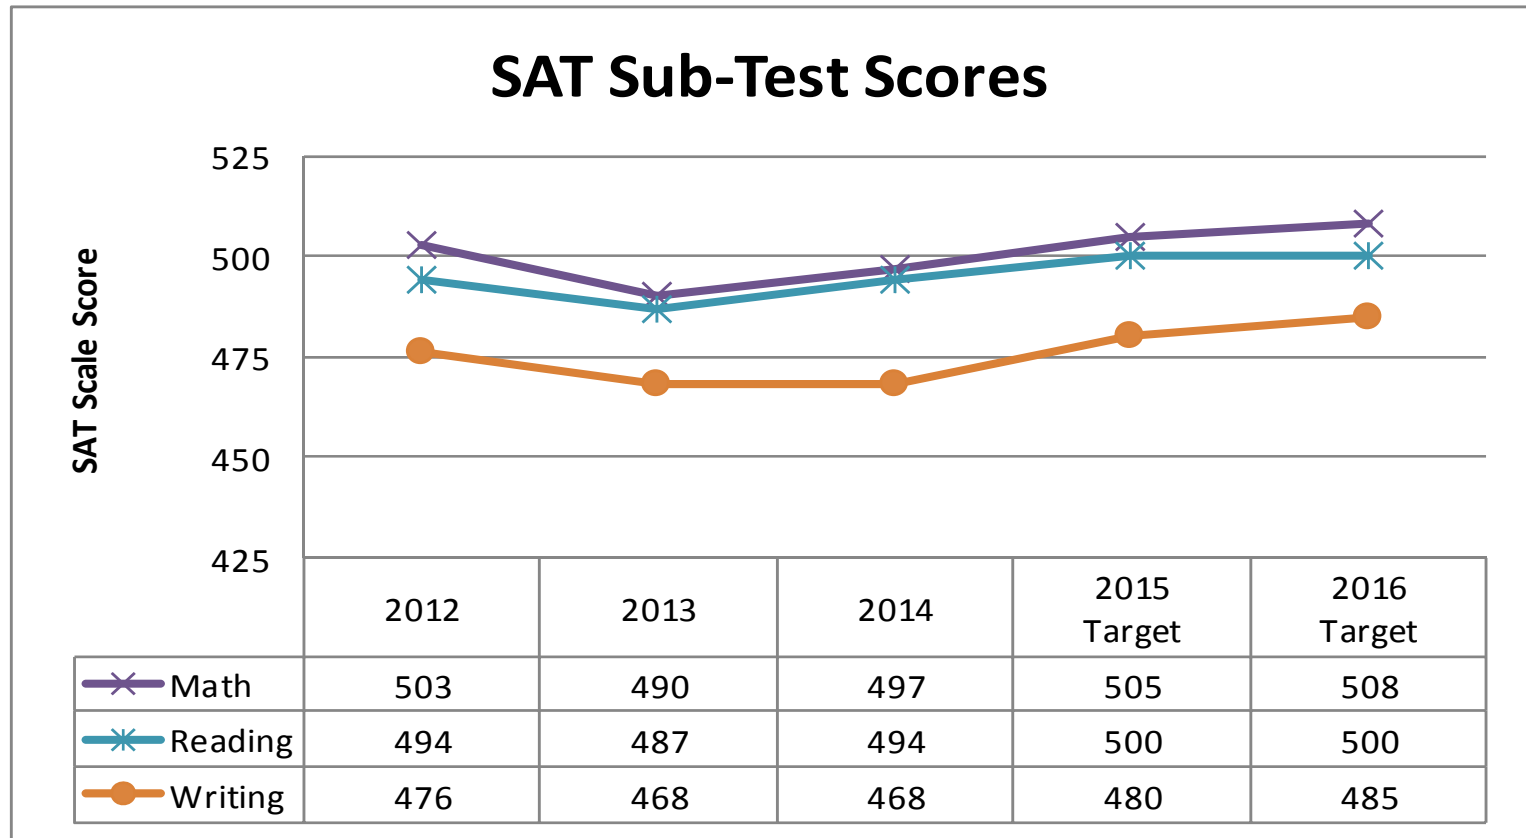 SAT Sub-Test Scores
SAT Scale Score
525
500
475
450
425
2012 2013 2014 2015 Target 2016 Target
Math 503 490 497 505 508
Reading 494 487 494 500 500
Writing 476 468 468 480 485